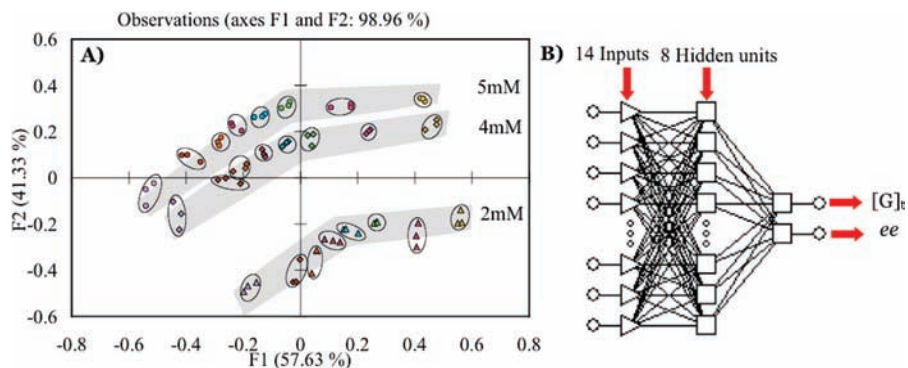 Observations (axes F1 and F2: 98.96 %)
A)
0.6
0.4
0.2
0
-0.2
-0.4
-0.6
F2 (41.33 %)
5mM
4mM
2mM
-0.8 -0.6 -0.4 -0.2 0 0.2 0.4 0.6 0.8
F1 (57.63 %)
B)
14 Inputs 8 Hidden units
[G]t
ee